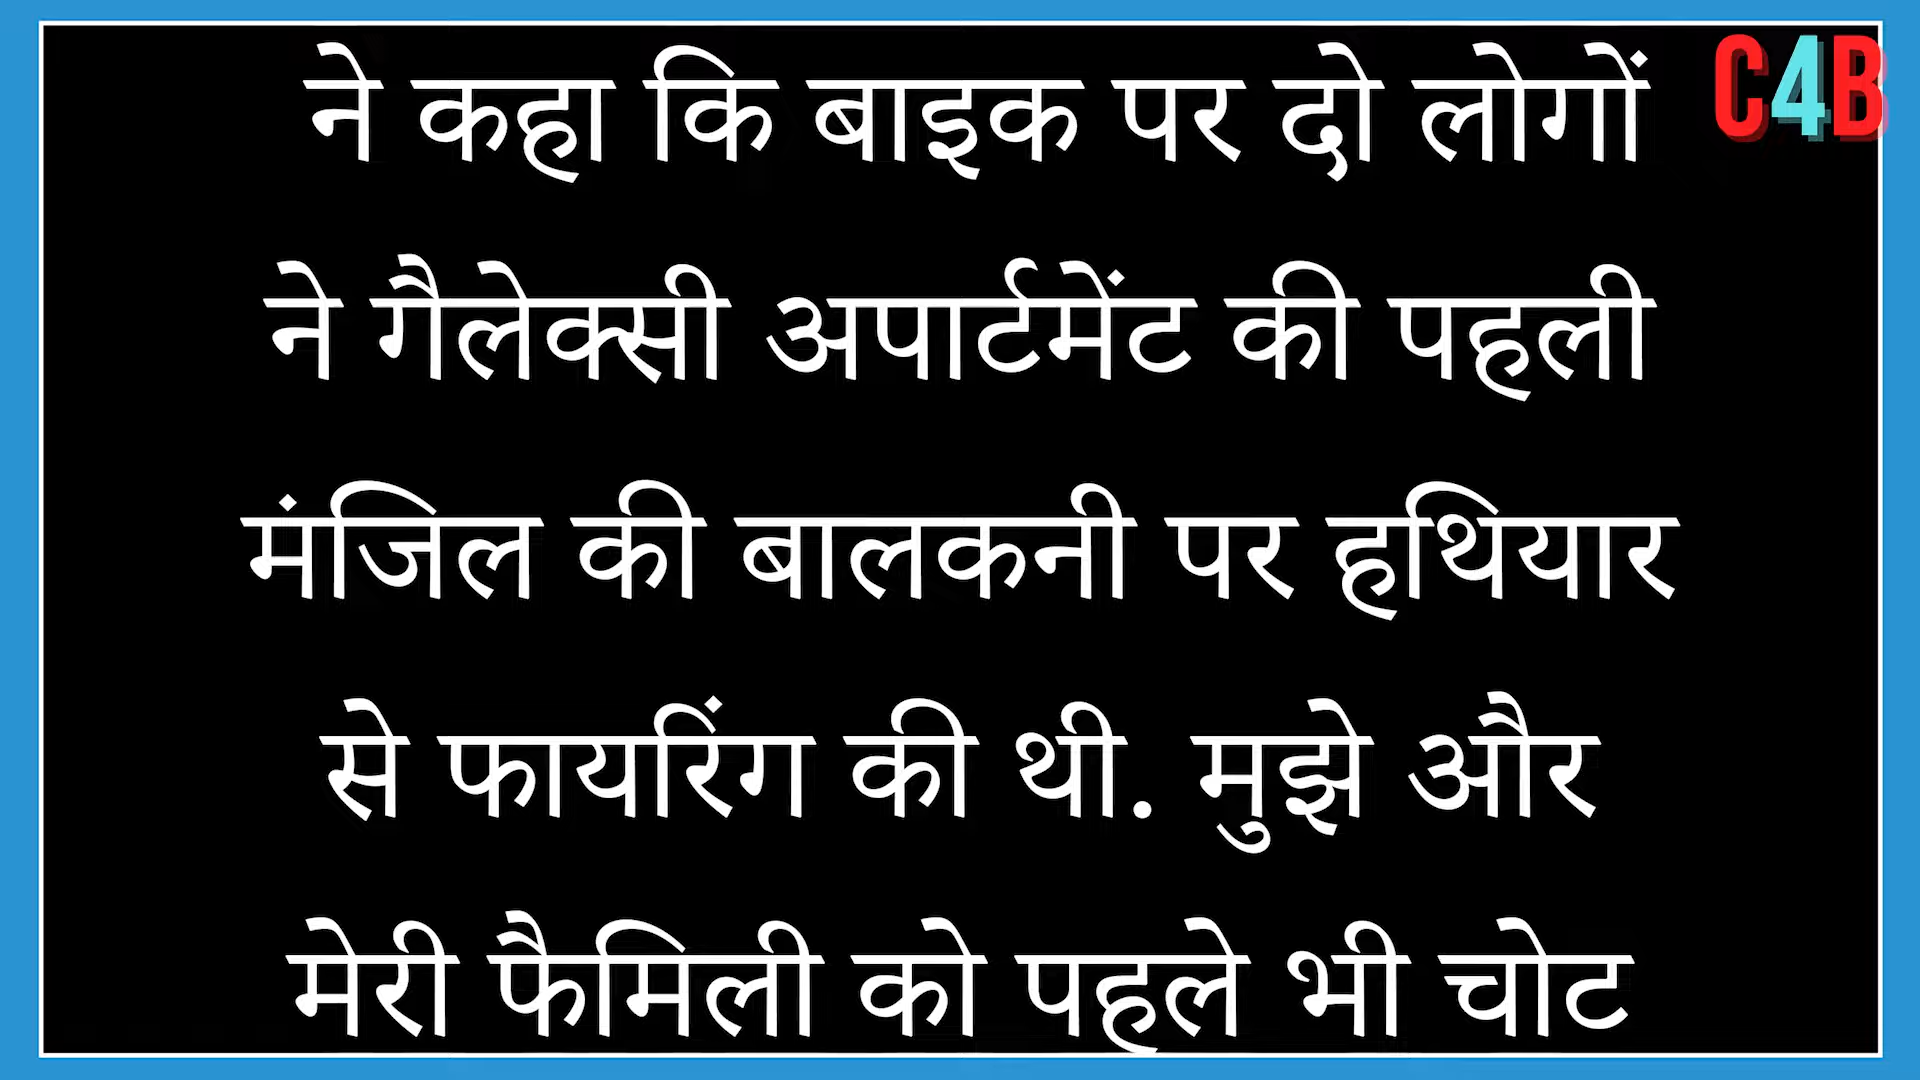 ने कहा कि बाइक पर दो लोगों
C4B
ने गैलेक्सी अपार्टमेंट की पहली
मंजिल की बालकनी पर हथियार
से फायरिंग की थी. मुझे और
मेरी फैमिली को पहले भी चोट